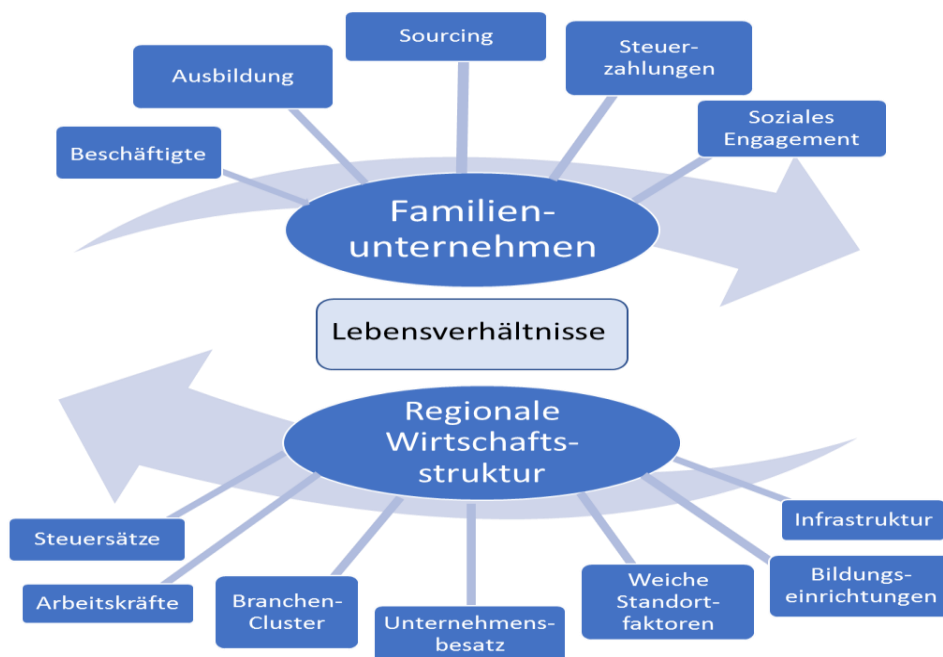 Sourcing
Steuer-
zahlungen
Ausbildung
Soziales
Engagement
Beschäftigte
Familien-
unternehmen
Lebensverhältnisse
Regionale
Wirtschafts-
struktur
Steuersätze
Infrastruktur
Arbeitskräfte
Branchen-
Cluster
Unternehmens-
besatz
Weiche
Standort-
faktoren
Bildungs-
einrichtungen